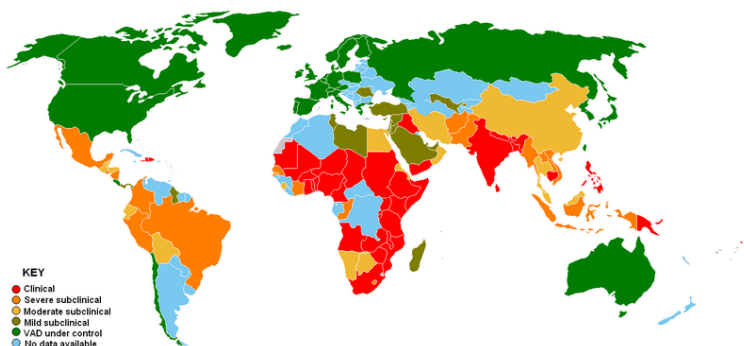 KEY
Clinical
Severe subclinical
Moderate subclinical
Mild subclinical
VAD under control
No data available